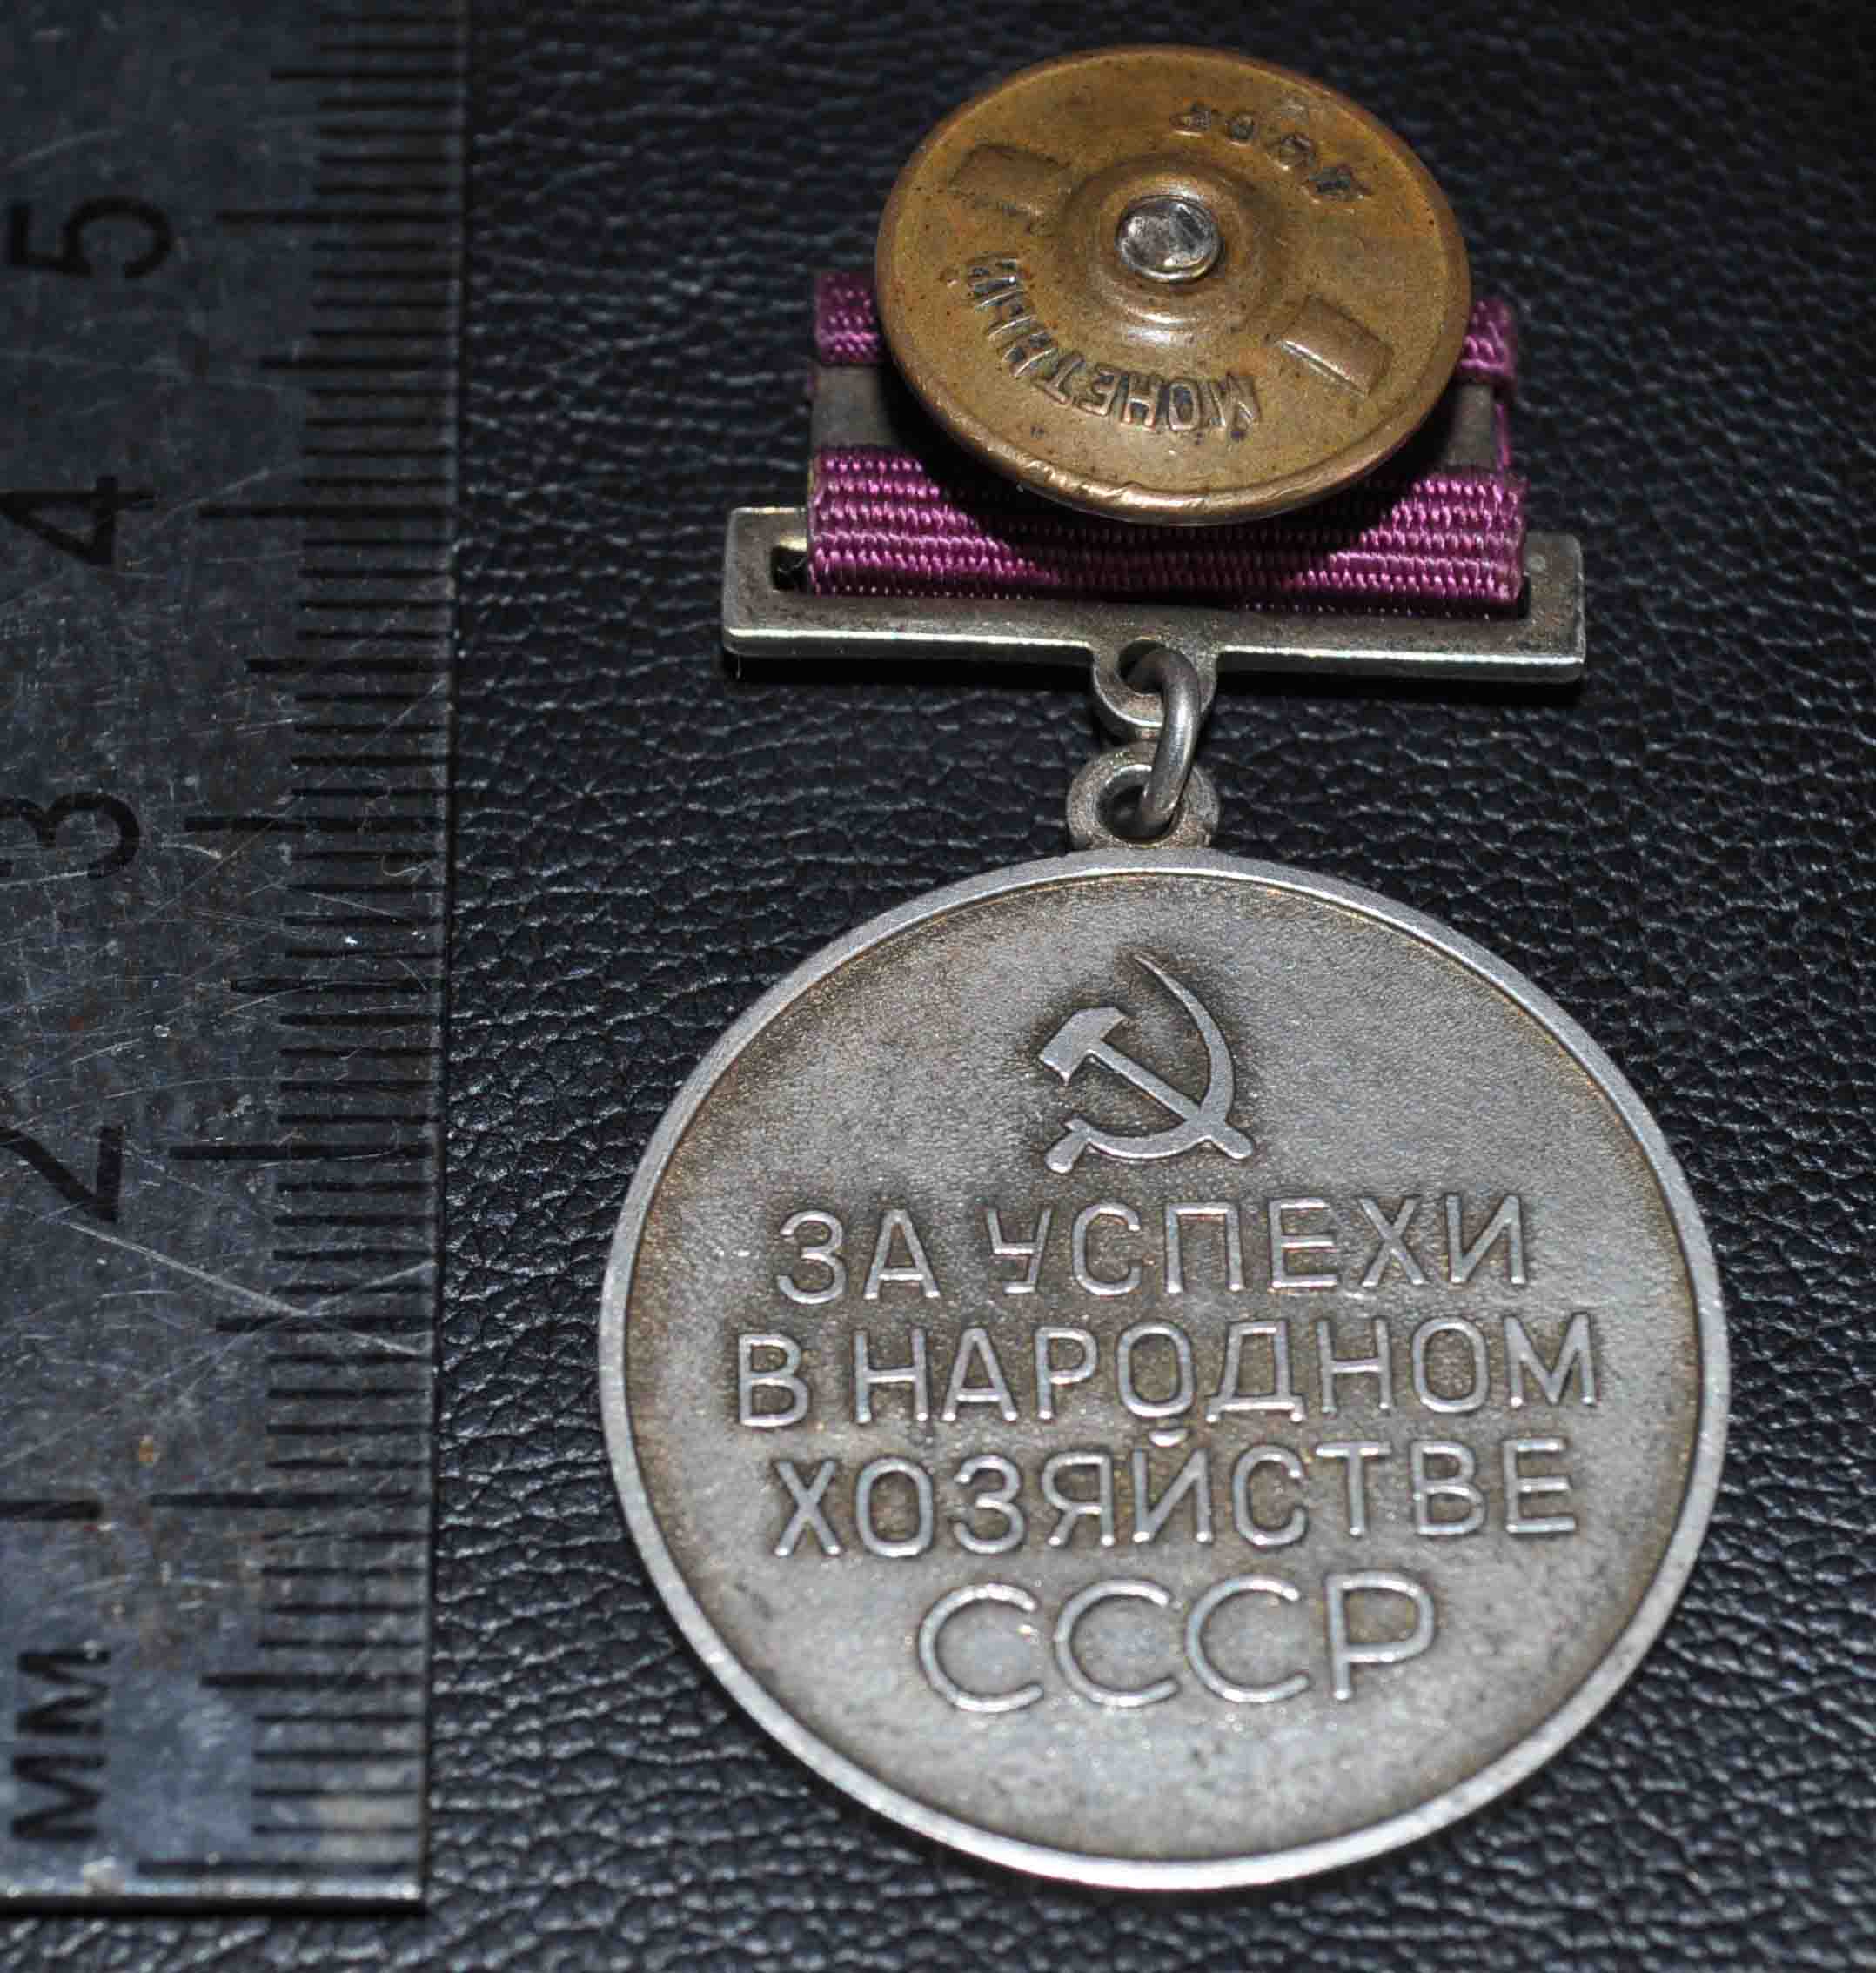 5
4
3
2
1
мм
МОНЕТНЫЙ
ДВОР
ЗА УСПЕХИ
В НАРОДНОМ
ХОЗЯЙСТВЕ
СССР